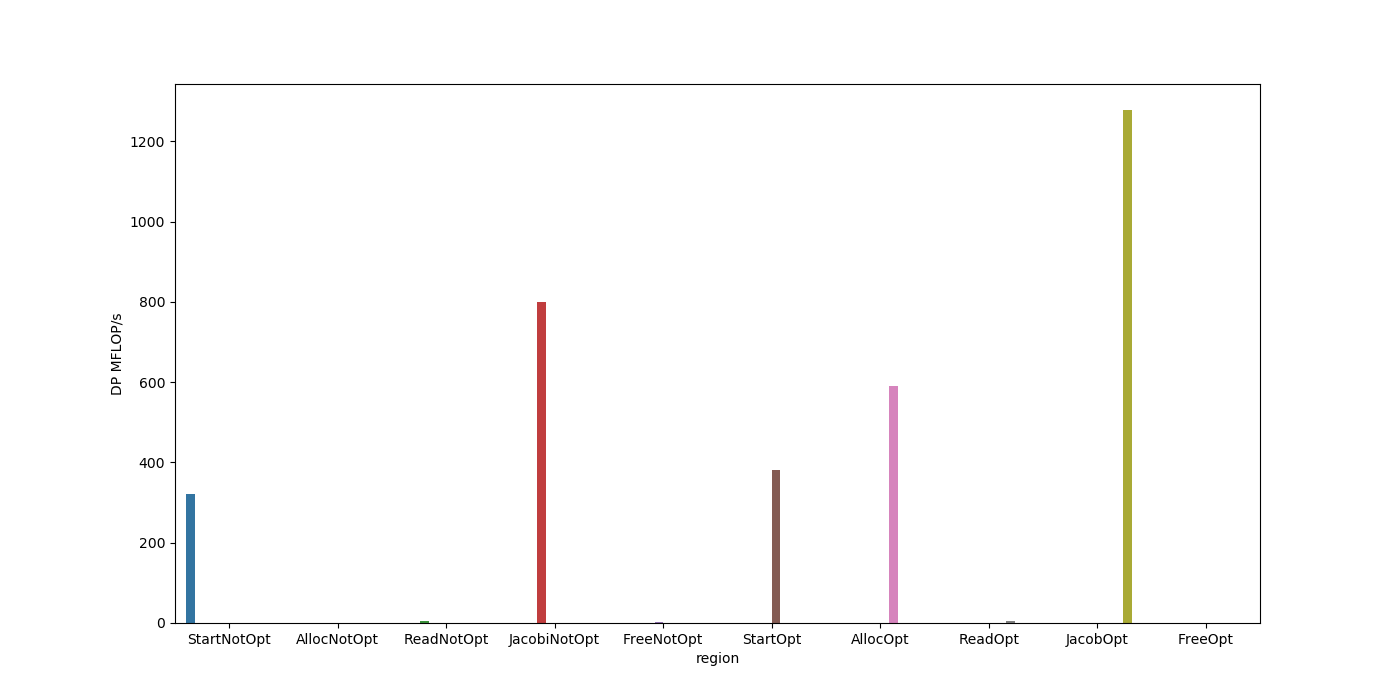 1200
1000
800
600
400
200
0
DP MFLOP/s
StartNotOpt AllocNotOpt ReadNotOpt JacobiNotOpt FreeNotOpt StartOpt AllocOpt ReadOpt JacobOpt FreeOpt
region